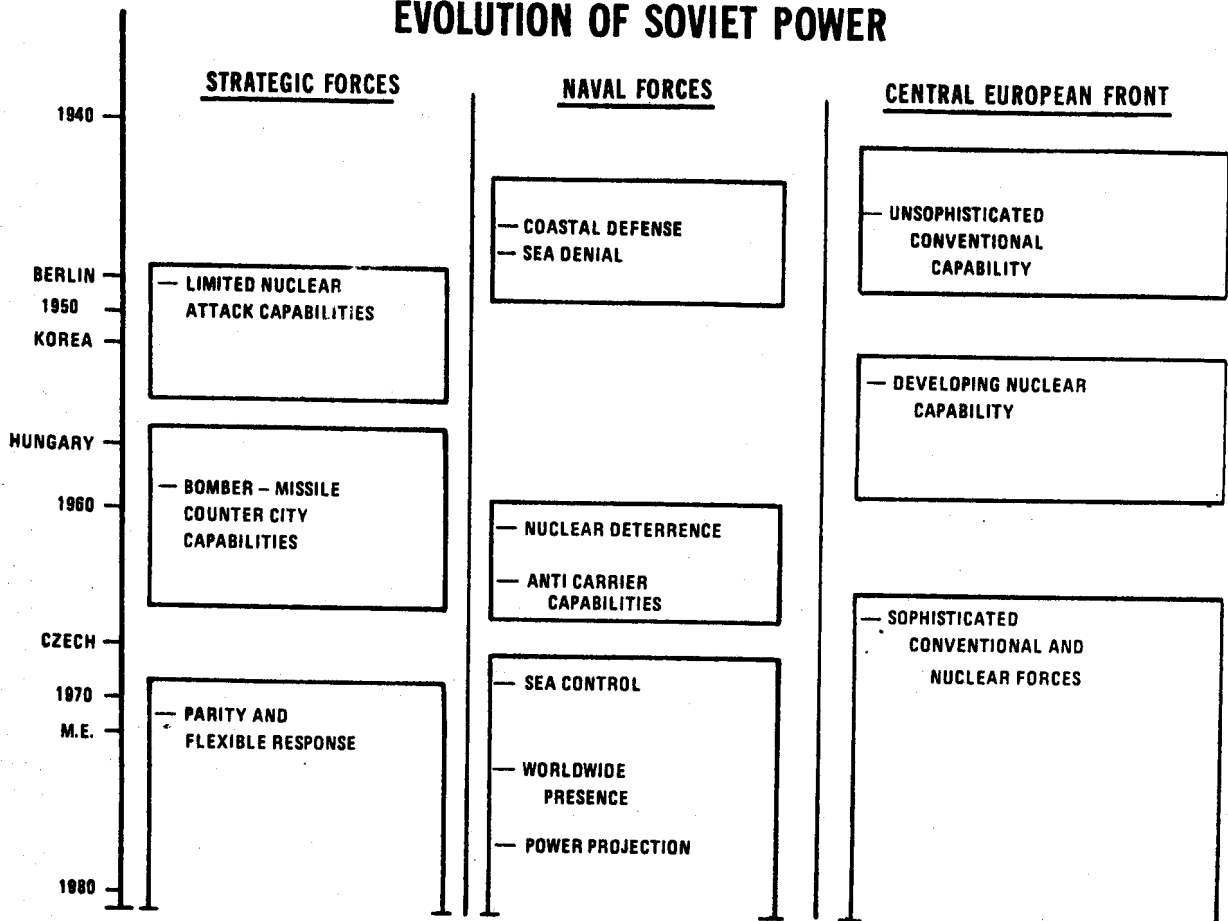 EVOLUTION OF SOVIET POWER
STRATEGIC FORCES
NAVAL FORCES
CENTRAL EUROPEAN FRONT
1940
BERLIN
1950
KOREA
HUNGARY
1960
CZECH
1970
M.E.
1980
— LIMITED NUCLEAR
ATTACK CAPABILITIES
— BOMBER – MISSILE
COUNTER CITY
CAPABILITIES
— PARITY AND
FLEXIBLE RESPONSE
— COASTAL DEFENSE
— SEA DENIAL
— NUCLEAR DETERRENCE
— ANTI CARRIER
CAPABILITIES
— SEA CONTROL
— WORLDWIDE
PRESENCE
— POWER PROJECTION
— UNSOPHISTICATED
CONVENTIONAL
CAPABILITY
— DEVELOPING NUCLEAR
CAPABILITY
— SOPHISTICATED
CONVENTIONAL AND
NUCLEAR FORCES